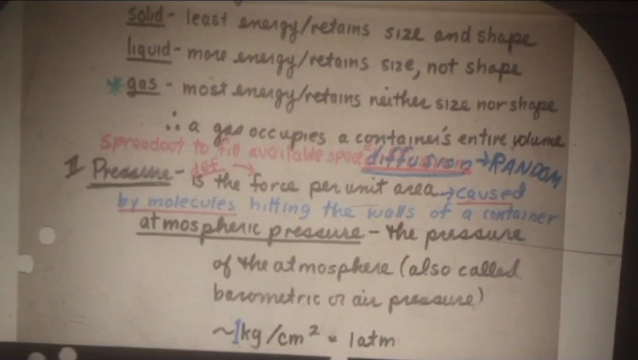 solid - least energy/retains size and shape
liquid - more energy/retains size, not shape
*gas - most energy/retains neither size nor shape
∴ a gas occupies a container's entire volume
spreadout to fill available space diffusion → RANDOM
def →
II Pressure - is the force per unit area → caused
by molecules hitting the walls of a container
atmospheric pressure - the pressure
of the atmosphere (also called
barometric or air pressure)
~1kg/cm² = 1atm